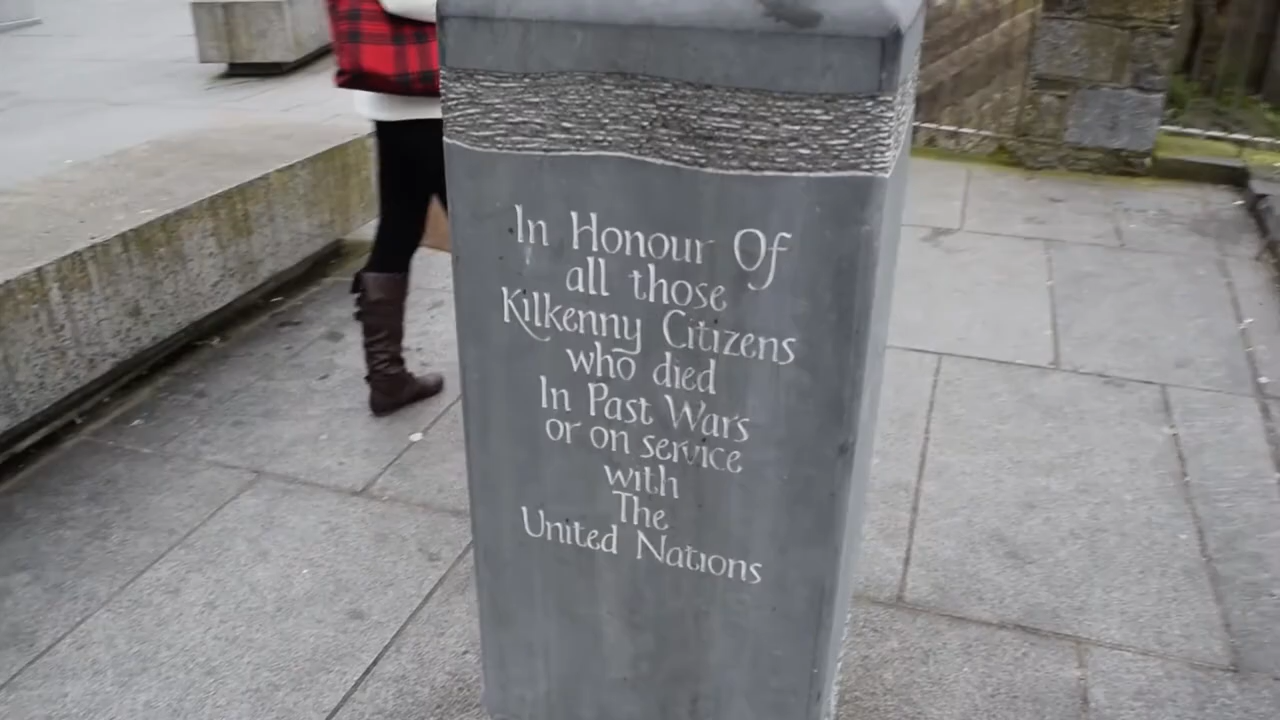 In Honour Of
all those
Kilkenny Citizens
who died
In Past Wars
or on service
with
The
United Nations